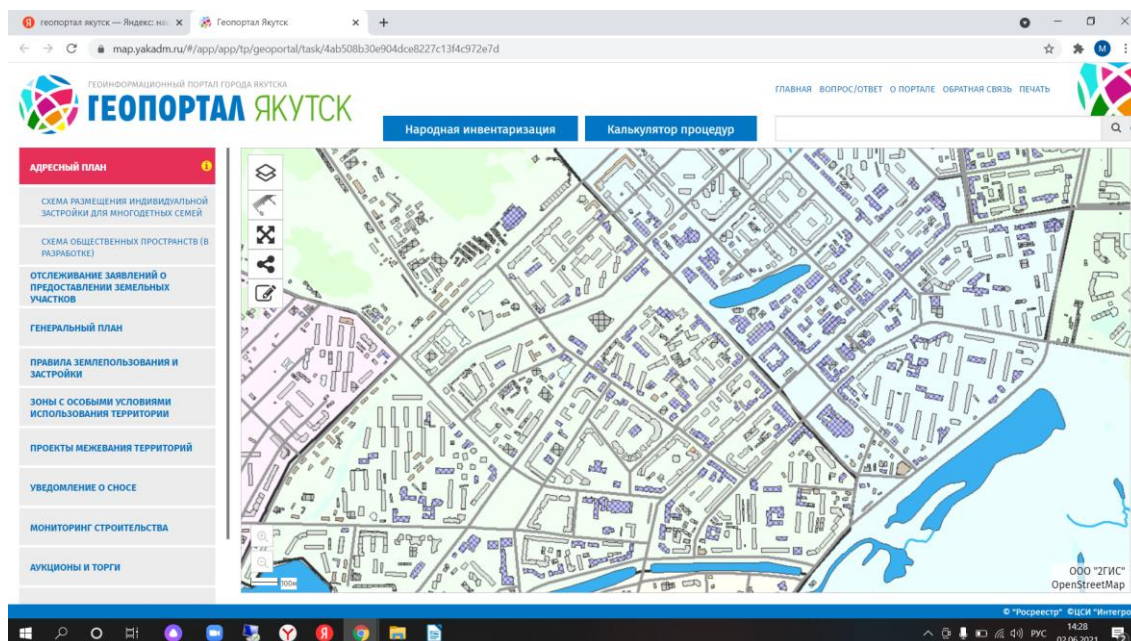 геопортал якутск — Яндекс: на
Геопортал Якутск
map.yakadm.ru/#/app/app/tp/geoportal/task/4ab508b30e904dce8227c13f4c972e7d
M
ГЕОИНФОРМАЦИОННЫЙ ПОРТАЛ ГОРОДА ЯКУТСКА
ГЕОПОРТАЛ ЯКУТСК
ГЛАВНАЯ ВОПРОС/ОТВЕТ О ПОРТАЛЕ ОБРАТНАЯ СВЯЗЬ ПЕЧАТЬ
Народная инвентаризация
Калькулятор процедур
АДРЕСНЫЙ ПЛАН
СХЕМА РАЗМЕЩЕНИЯ ИНДИВИДУАЛЬНОЙ
ЗАСТРОЙКИ ДЛЯ МНОГОДЕТНЫХ СЕМЕЙ
СХЕМА ОБЩЕСТВЕННЫХ ПРОСТРАНСТВ (В
РАЗРАБОТКЕ)
ОТСЛЕЖИВАНИЕ ЗАЯВЛЕНИЙ О
ПРЕДОСТАВЛЕНИИ ЗЕМЕЛЬНЫХ
УЧАСТКОВ
ГЕНЕРАЛЬНЫЙ ПЛАН
ПРАВИЛА ЗЕМЛЕПОЛЬЗОВАНИЯ И
ЗАСТРОЙКИ
ЗОНЫ С ОСОБЫМИ УСЛОВИЯМИ
ИСПОЛЬЗОВАНИЯ ТЕРРИТОРИИ
ПРОЕКТЫ МЕЖЕВАНИЯ ТЕРРИТОРИЙ
УВЕДОМЛЕНИЕ О СНОСЕ
МОНИТОРИНГ СТРОИТЕЛЬСТВА
АУКЦИОНЫ И ТОРГИ
100м
ООО "2ГИС"
OpenStreetMap
© "Росреестр" ©ЦСИ "Интегро
РУС
14:28
02.06.2021